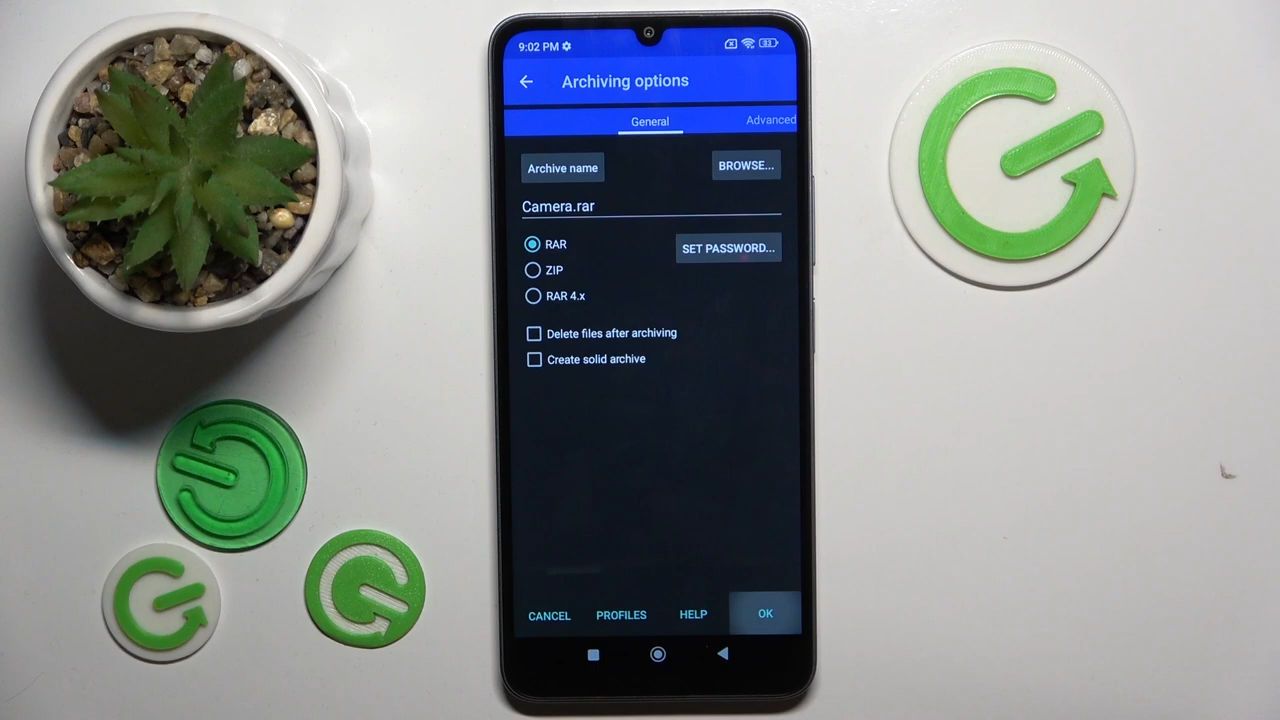 9:02 PM
83
Archiving options
General
Advanced
Archive name
BROWSE...
Camera.rar
RAR
SET PASSWORD...
ZIP
RAR 4.x
Delete files after archiving
Create solid archive
CANCEL PROFILES HELP OK